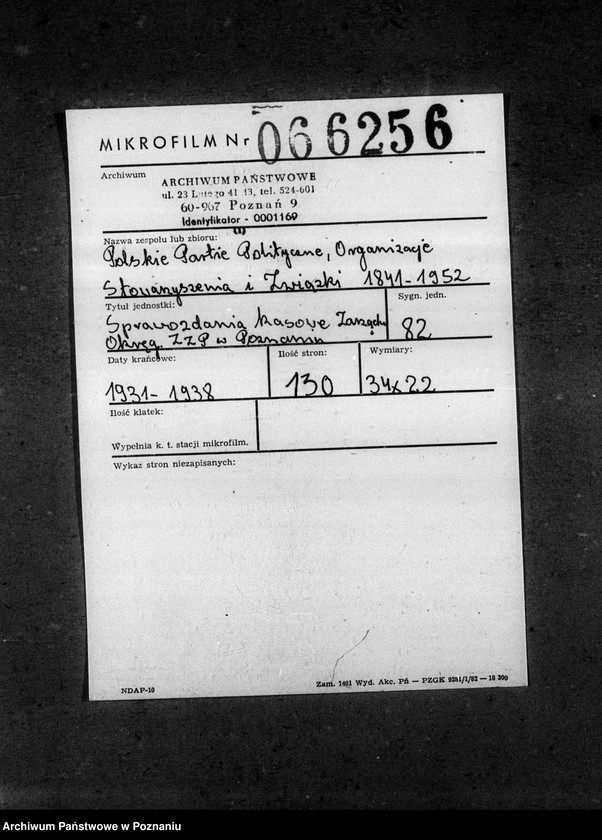 MIKROFILM Nr 066256
Archiwum
ARCHIWUM PAŃSTWOWE
ul. 23 Lutego 41/43, tel. 524-601
60-967 Poznań 9
Identyfikator - 0001169
Nazwa zespołu lub zbioru:
Polskie Partie Polityczne, Organizacje
Stowarzyszenia i Związki 1841-1952
Tytuł jednostki:
Sygn. jedn.
Sprawozdania kasowe Zarządu
82
Okręg. ZZP w Poznaniu
Daty krańcowe:
Ilość stron:
Wymiary:
1931-1938
130
34x22
Ilość klatek:
Wypełnia k. t. stacji mikrofilm.
Wykaz stron niezapisanych:
NDAP-10
Zam. 1401 Wyd. Akc. Pń — PZGK 9281/I/82 — 18 300
Archiwum Państwowe w Poznaniu